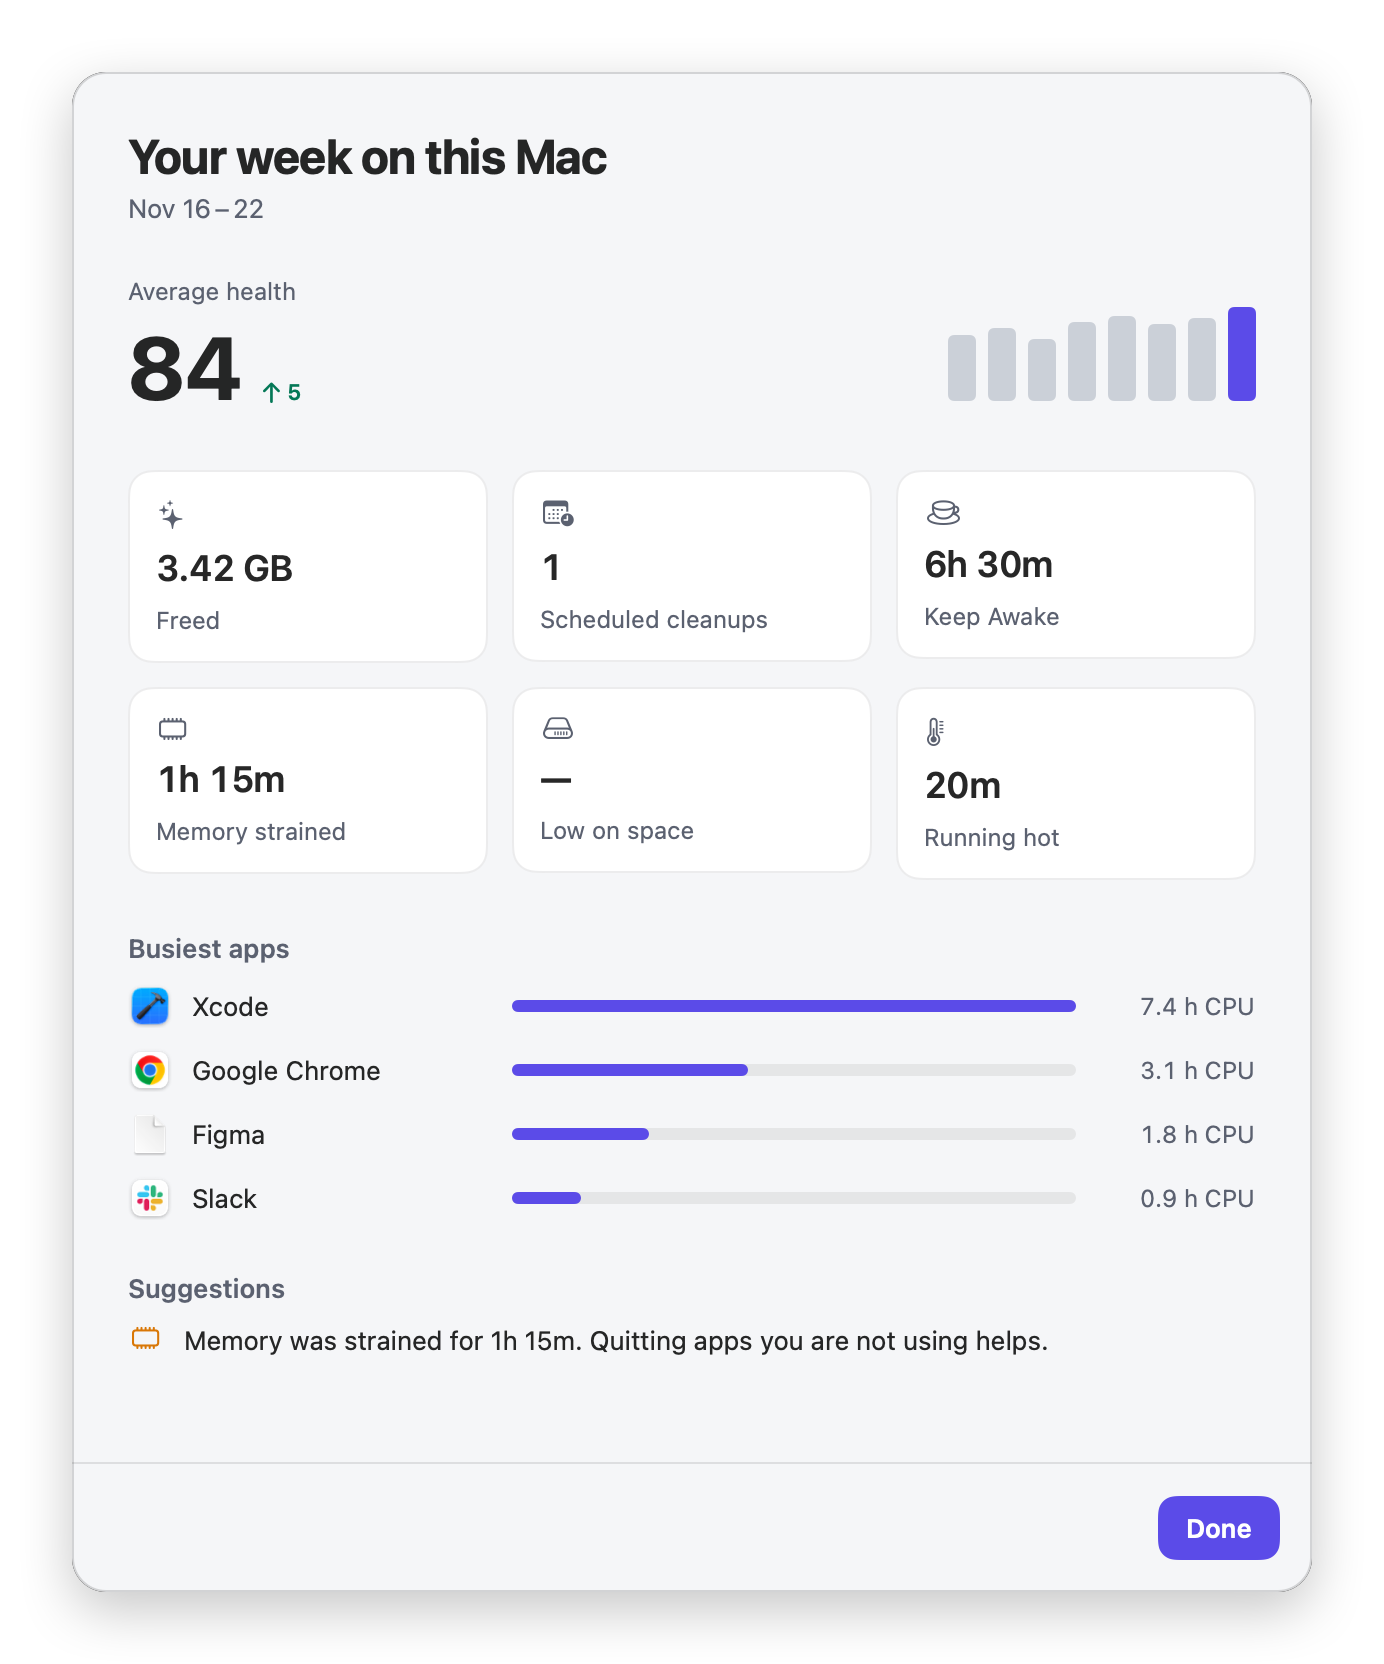 Your week on this Mac
Nov 16 – 22
Average health
84 ↑ 5
3.42 GB
Freed
1
Scheduled cleanups
6h 30m
Keep Awake
1h 15m
Memory strained
—
Low on space
20m
Running hot
Busiest apps
Xcode 7.4 h CPU
Google Chrome 3.1 h CPU
Figma 1.8 h CPU
Slack 0.9 h CPU
Suggestions
Memory was strained for 1h 15m. Quitting apps you are not using helps.
Done